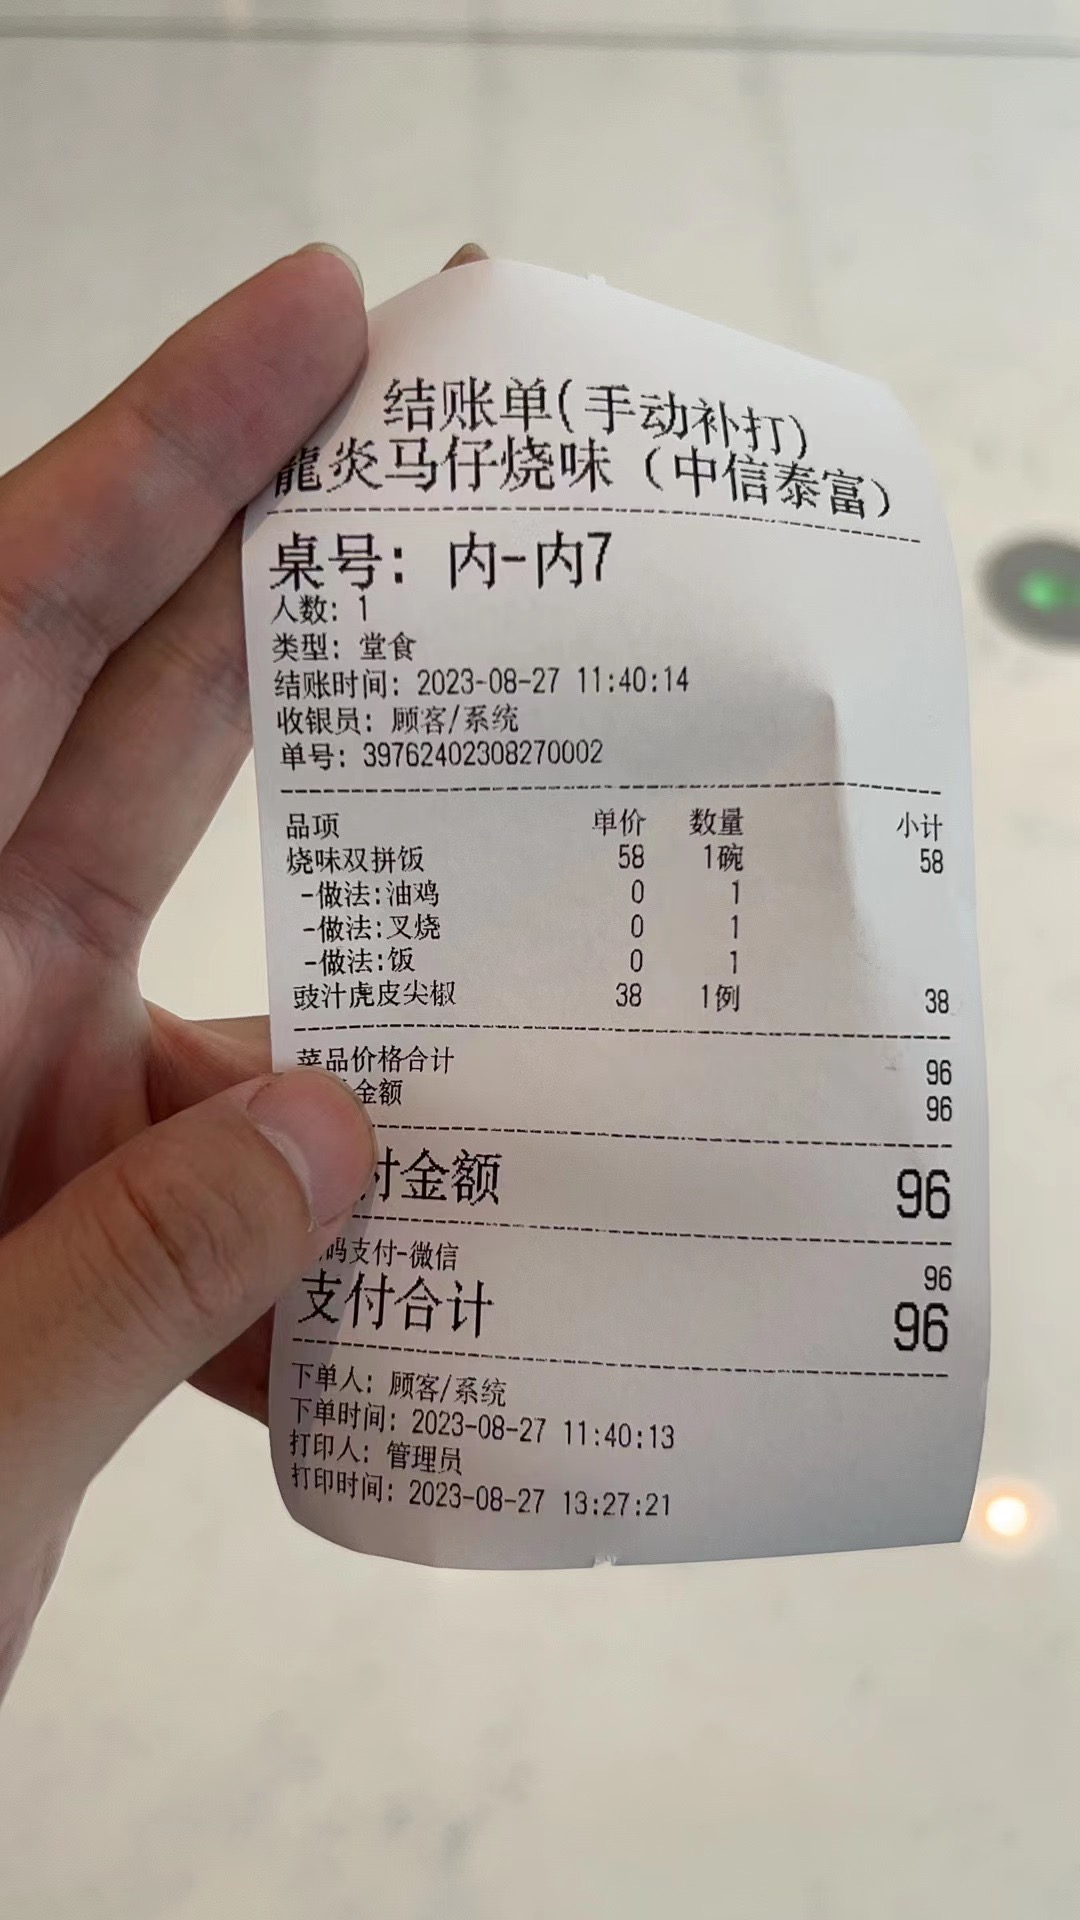 结账单(手动补打)
龍炎马仔烧味（中信泰富）
桌号: 内-内7
人数: 1
类型: 堂食
结账时间: 2023-08-27 11:40:14
收银员: 顾客/系统
单号: 39762402308270002
品项 单价 数量 小计
烧味双拼饭 58 1碗 58
-做法:油鸡 0 1
-做法:叉烧 0 1
-做法:饭 0 1
豉汁虎皮尖椒 38 1例 38
菜品价格合计 96
金额 96
付金额 96
码支付-微信 96
支付合计 96
下单人: 顾客/系统
下单时间: 2023-08-27 11:40:13
打印人: 管理员
打印时间: 2023-08-27 13:27:21